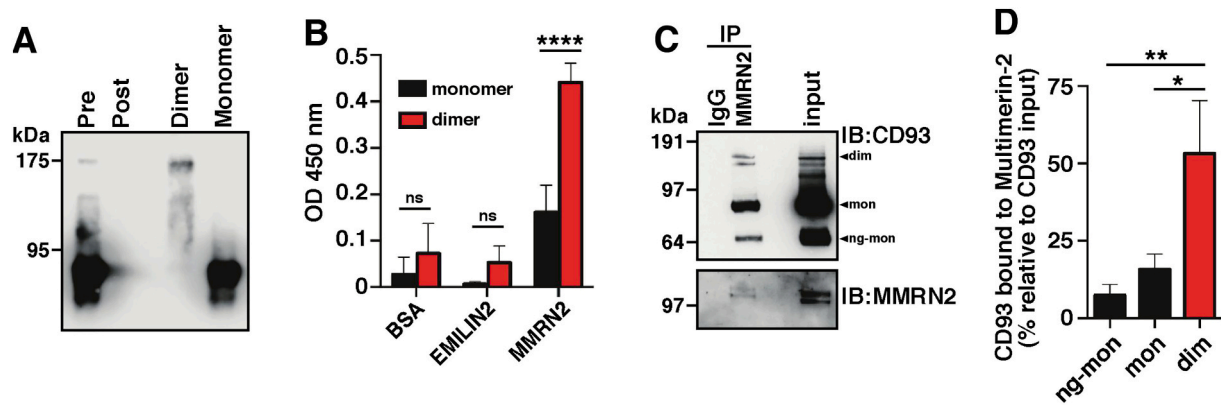 A
Pre
Post
Dimer
Monomer
kDa
175
95
B
OD 450 nm
0.5
0.4
0.3
0.2
0.1
0
monomer
dimer
ns
ns
****
BSA
EMILIN2
MMRN2
C
IP
IgG
MMRN2
input
kDa
191
97
64
97
IB:CD93
dim
mon
ng-mon
IB:MMRN2
D
CD93 bound to Multimerin-2
(% relative to CD93 input)
75
50
25
0
**
*
ng-mon
mon
dim